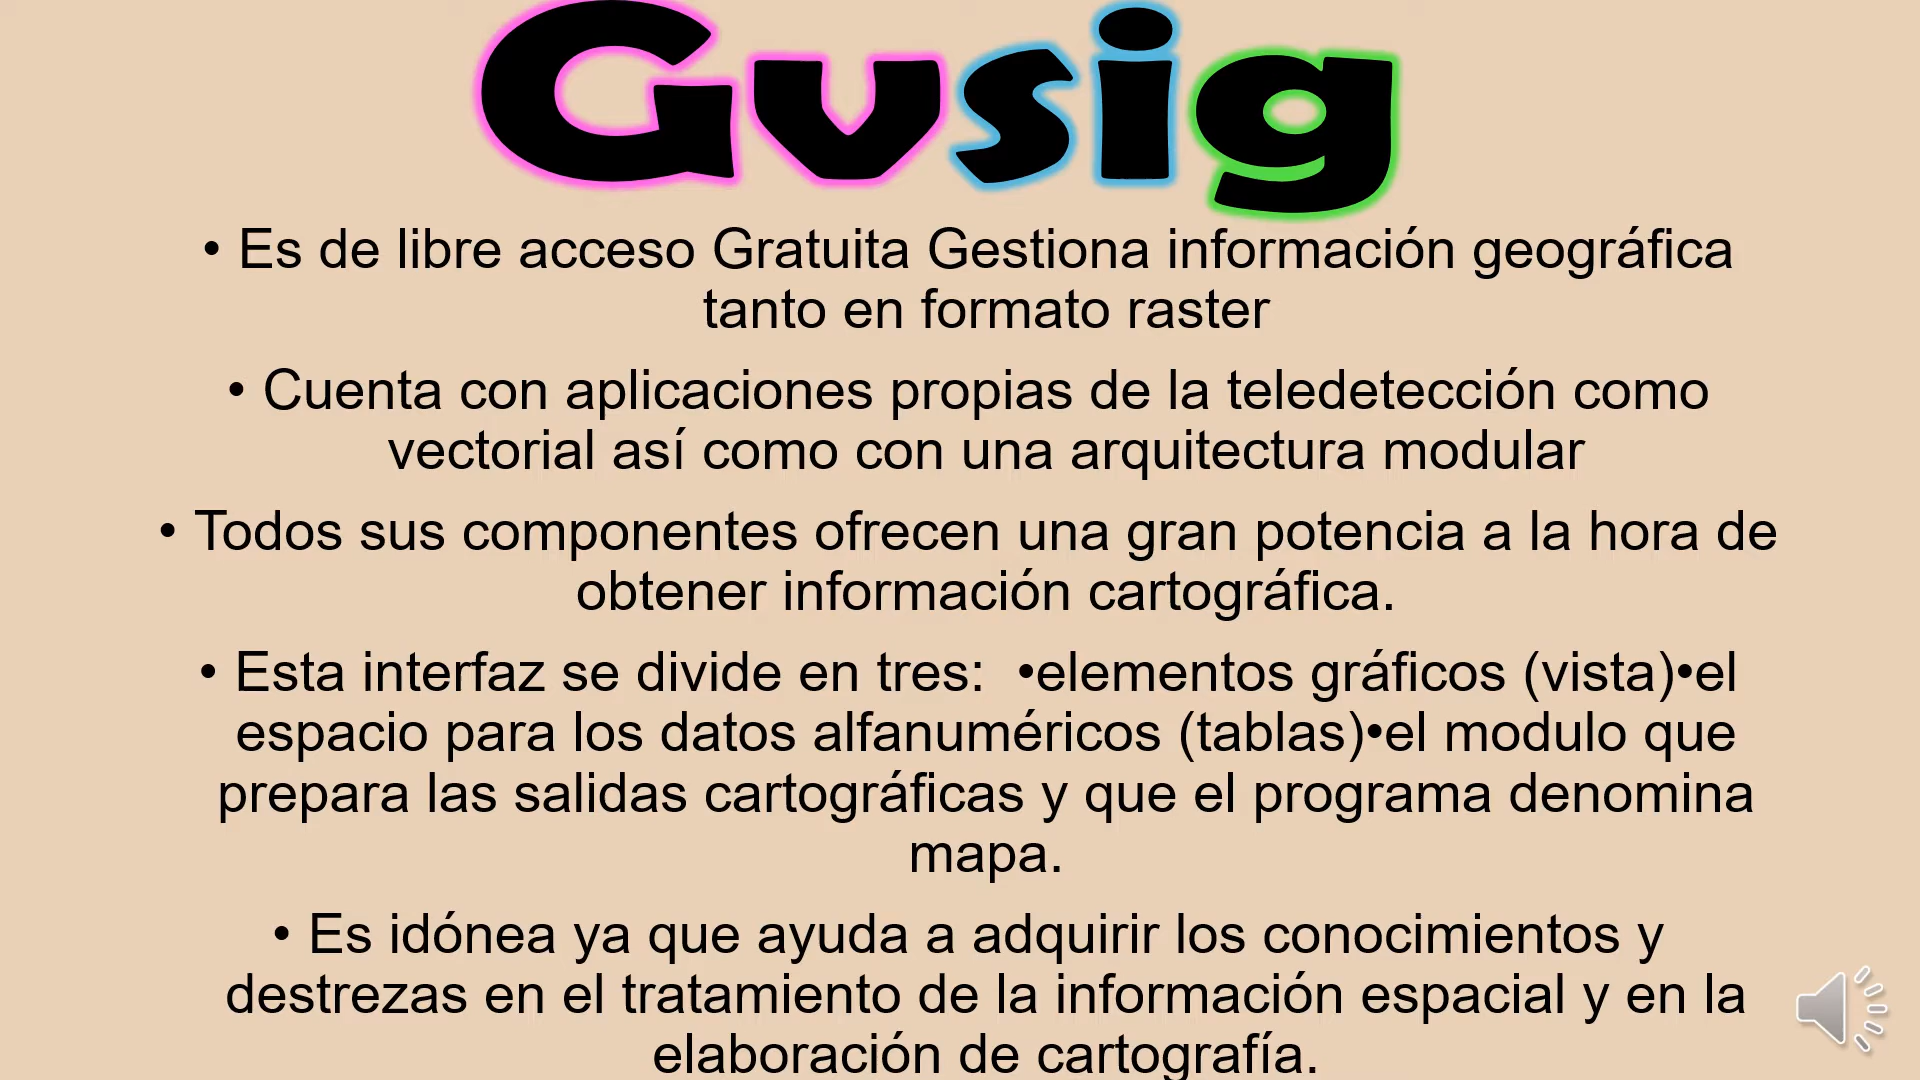 Gvsig
• Es de libre acceso Gratuita Gestiona información geográfica
tanto en formato raster
• Cuenta con aplicaciones propias de la teledetección como
vectorial así como con una arquitectura modular
• Todos sus componentes ofrecen una gran potencia a la hora de
obtener información cartográfica.
• Esta interfaz se divide en tres:  •elementos gráficos (vista)•el
espacio para los datos alfanuméricos (tablas)•el modulo que
prepara las salidas cartográficas y que el programa denomina
mapa.
• Es idónea ya que ayuda a adquirir los conocimientos y
destrezas en el tratamiento de la información espacial y en la
elaboración de cartografía.